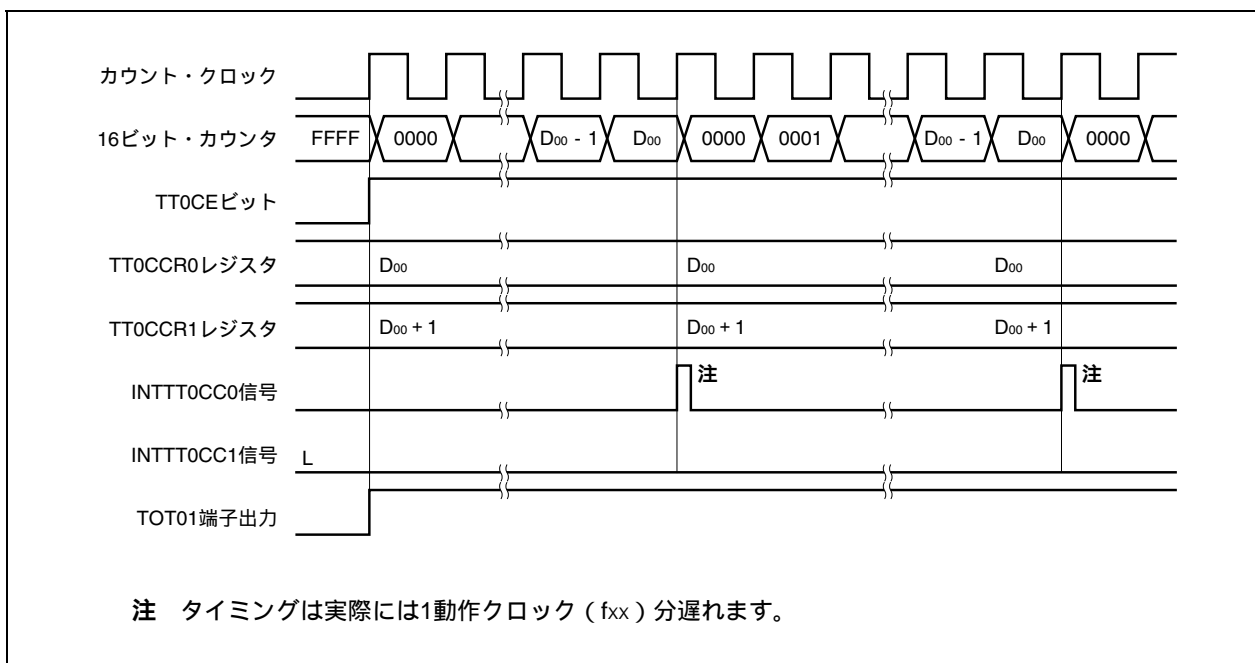 カウント・クロック
16ビット・カウンタ FFFF 0000 D00 - 1 D00 0000 0001 D00 - 1 D00 0000
TT0CEビット
TT0CCR0レジスタ D00 D00 D00
TT0CCR1レジスタ D00 + 1 D00 + 1 D00 + 1
INTTT0CC0信号 注 注
INTTT0CC1信号 L
TOT01端子出力
注 タイミングは実際には1動作クロック（fxx）分遅れます。